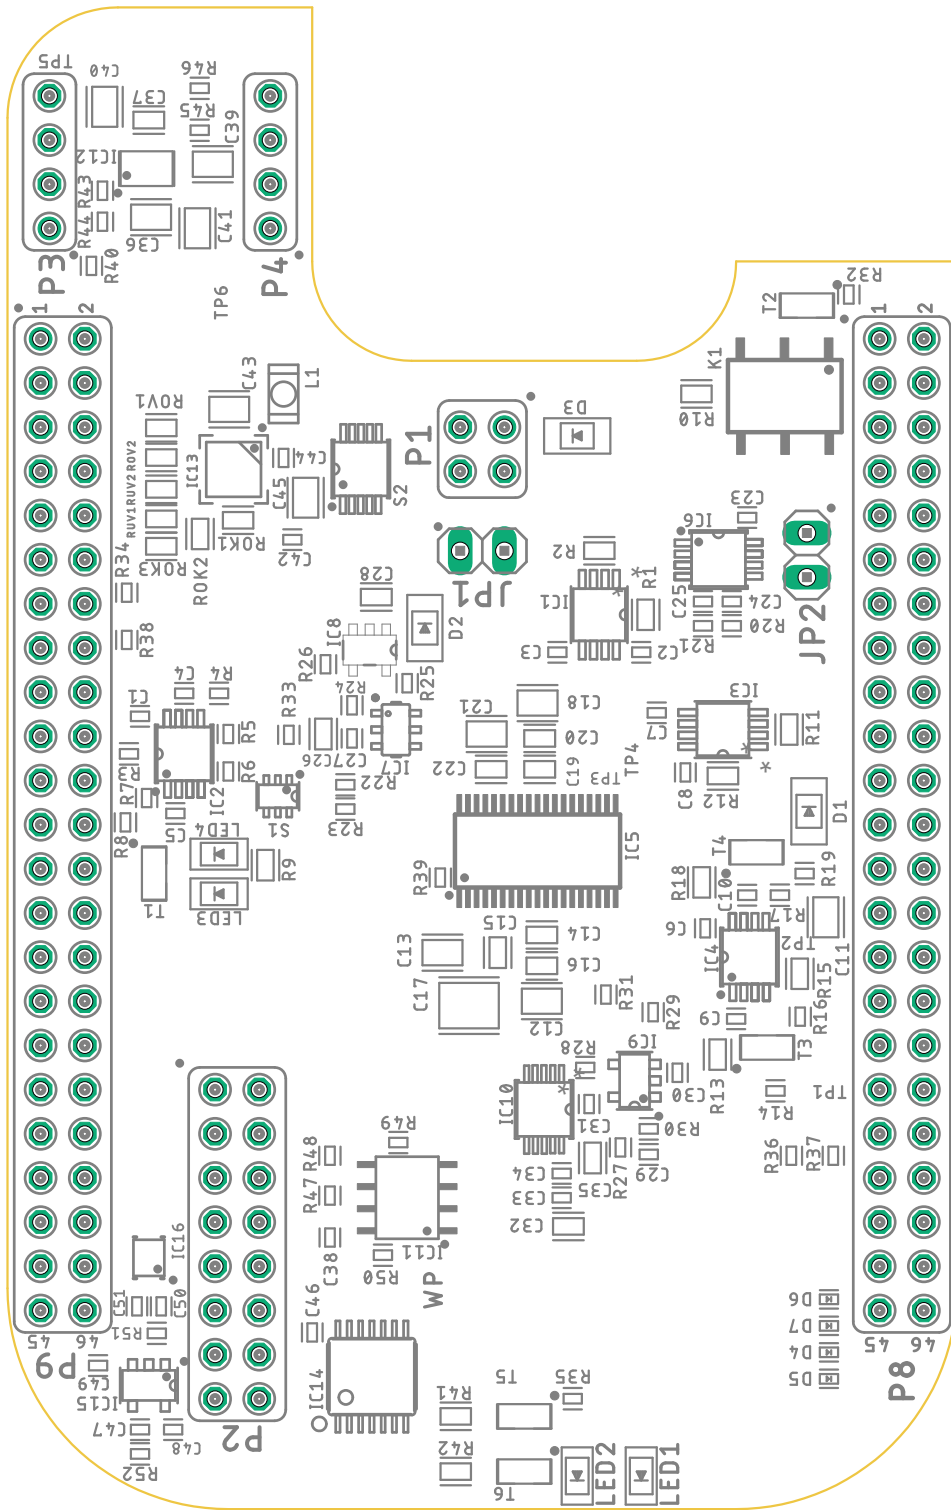 TP5
C40
R46
C37
R45
C39
IC12
R43
R44
C36
C41
R40
P3
P4
TP6
1
2
R32
T2
1
2
K1
C43
L1
ROV1
R10
D3
P1
ROV2
IC13
C44
RUV2
C45
S2
RUV1
ROK1
C42
C23
IC6
ROK3
ROK2
R34
R2
JP1
C28
R1
IC1
C25
C24
R20
R21
JP2
IC8
D2
R38
R26
C3
C2
R25
C4
R4
R24
C18
IC3
C1
R5
R33
C21
C7
R11
C26
C27
IC7
C20
R3
R6
R22
C22
C19
TP3
TP4
C8
R12
R7
IC2
S1
R23
D1
R8
C5
LED4
IC5
T4
R9
R39
R18
R19
T1
LED3
C10
R17
C15
C14
C6
IC4
TP2
C11
C13
C16
R15
C17
R31
C12
R29
C9
R16
R28
IC9
T3
R13
IC10
C30
TP1
R14
C31
R49
R30
R48
C34
C35
R27
C29
R36
R37
R47
C33
C32
IC16
C38
IC11
R50
WP
C51
C50
C46
D6
R51
D7
45
46
45
46
P9
D4
C49
P8
D5
IC15
IC14
R41
T5
R35
C47
P2
C48
R42
R52
T6
LED2
LED1